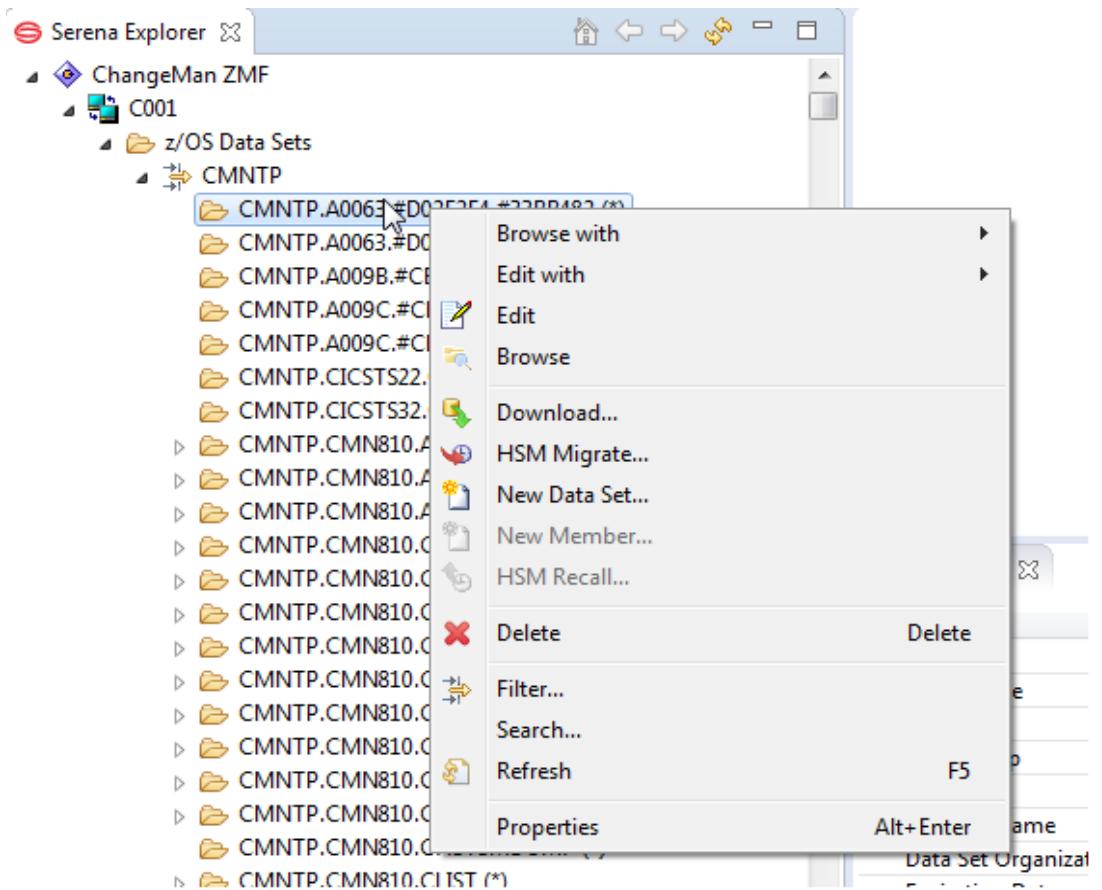 Serena Explorer
ChangeMan ZMF
C001
z/OS Data Sets
CMNTP
CMNTP.A0063
CMNTP.A0063.#D0
CMNTP.A009B.#CE
CMNTP.A009C.#C
CMNTP.A009C.#C
CMNTP.CICSTS22.
CMNTP.CICSTS32.
CMNTP.CMN810.A
CMNTP.CMN810.A
CMNTP.CMN810.A
CMNTP.CMN810.C
CMNTP.CMN810.C
CMNTP.CMN810.C
CMNTP.CMN810.C
CMNTP.CMN810.C
CMNTP.CMN810.C
CMNTP.CMN810.C
CMNTP.CMN810.C
CMNTP.CMN810.C
CMNTP.CMN810.C
CMNTP.CMN810.CLIST (*)
Browse with
Edit with
Edit
Browse
Download...
HSM Migrate...
New Data Set...
New Member...
HSM Recall...
Delete Delete
Filter...
Search...
Refresh F5
Properties Alt+Enter
e
p
ame
Data Set Organizat